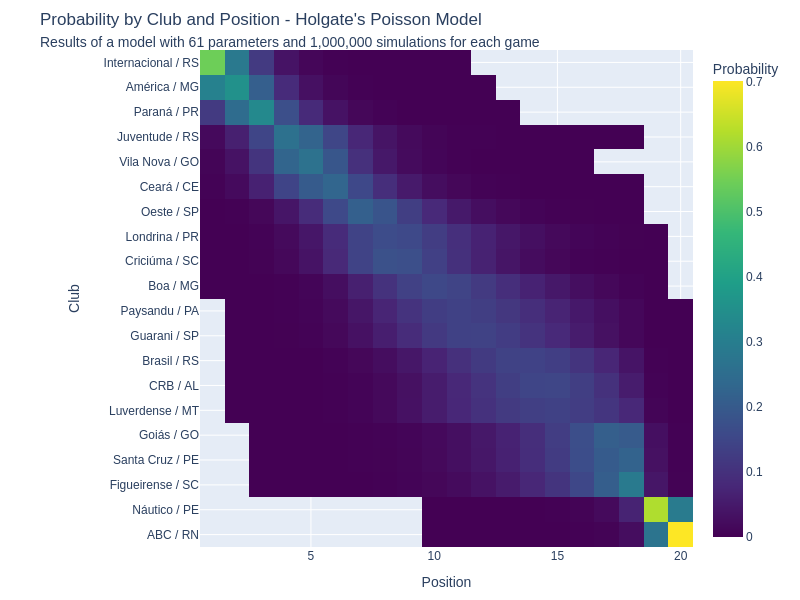 Probability by Club and Position - Holgate's Poisson Model
Results of a model with 61 parameters and 1,000,000 simulations for each game
Internacional / RS
América / MG
Paraná / PR
Juventude / RS
Vila Nova / GO
Ceará / CE
Oeste / SP
Londrina / PR
Criciúma / SC
Boa / MG
Paysandu / PA
Guarani / SP
Brasil / RS
CRB / AL
Luverdense / MT
Goiás / GO
Santa Cruz / PE
Figueirense / SC
Náutico / PE
ABC / RN
Club
5 10 15 20
Position
Probability
0.7
0.6
0.5
0.4
0.3
0.2
0.1
0